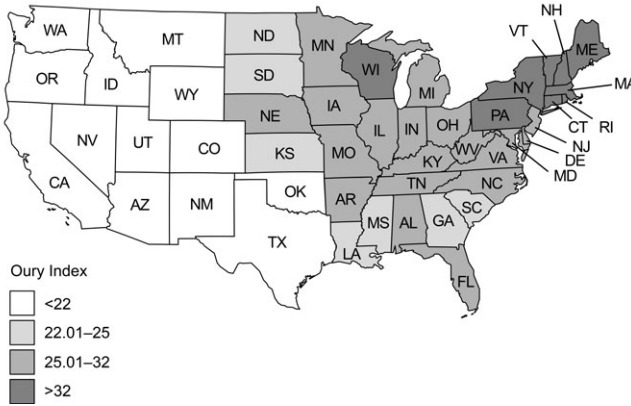 NH
WA
MT
ND
MN
VT
ME
OR
ID
SD
WI
NY
MA
WY
MI
NE
IA
PA
CT
RI
NV
UT
CO
IL
IN
OH
NJ
KS
MO
WV
VA
DE
CA
KY
MD
AZ
NM
OK
AR
TN
NC
SC
TX
MS
AL
GA
LA
FL
Oury Index
<22
22.01–25
25.01–32
>32